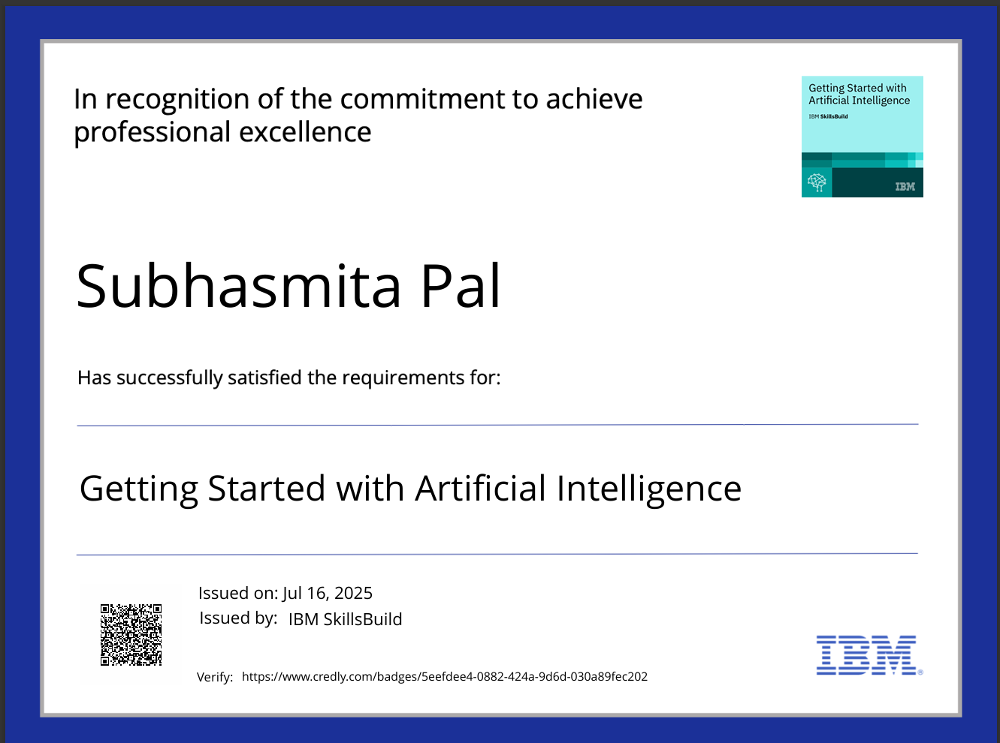 In recognition of the commitment to achieve
professional excellence
Getting Started with
Artificial Intelligence
IBM SkillsBuild
IBM
Subhasmita Pal
Has successfully satisfied the requirements for:
Getting Started with Artificial Intelligence
Issued on: Jul 16, 2025
Issued by: IBM SkillsBuild
Verify: https://www.credly.com/badges/5eefdee4-0882-424a-9d6d-030a89fec202
IBM®